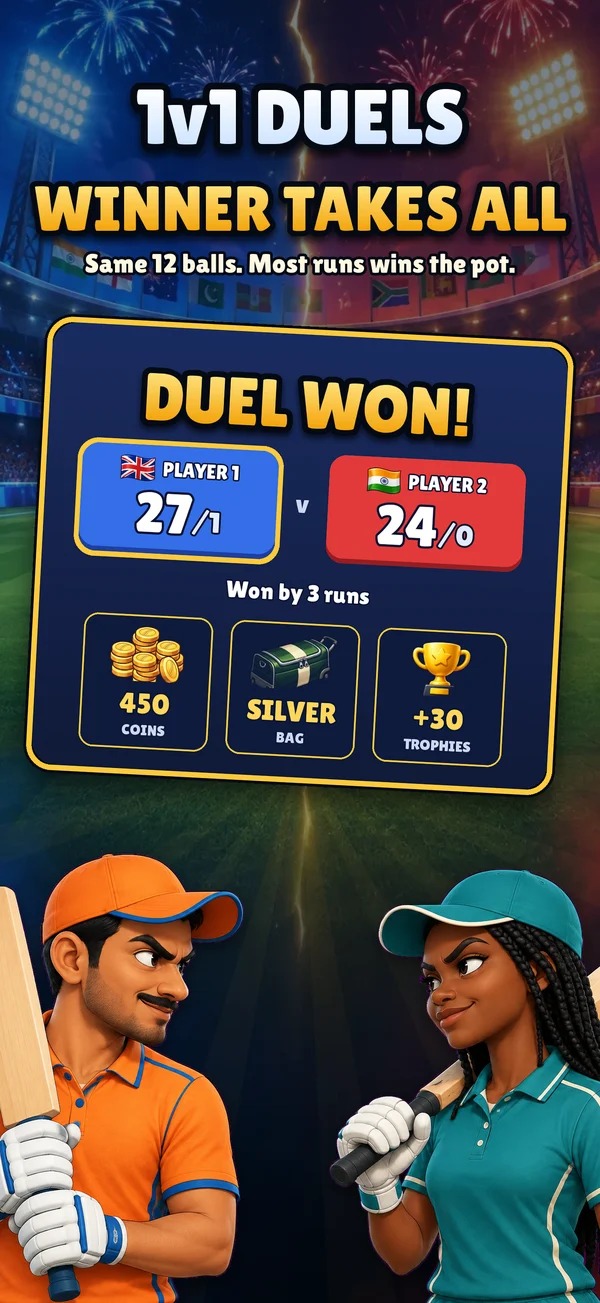 1v1 DUELS
WINNER TAKES ALL
Same 12 balls. Most runs wins the pot.
DUEL WON!
PLAYER 1
27/1
v
PLAYER 2
24/0
Won by 3 runs
450
COINS
SILVER
BAG
+30
TROPHIES